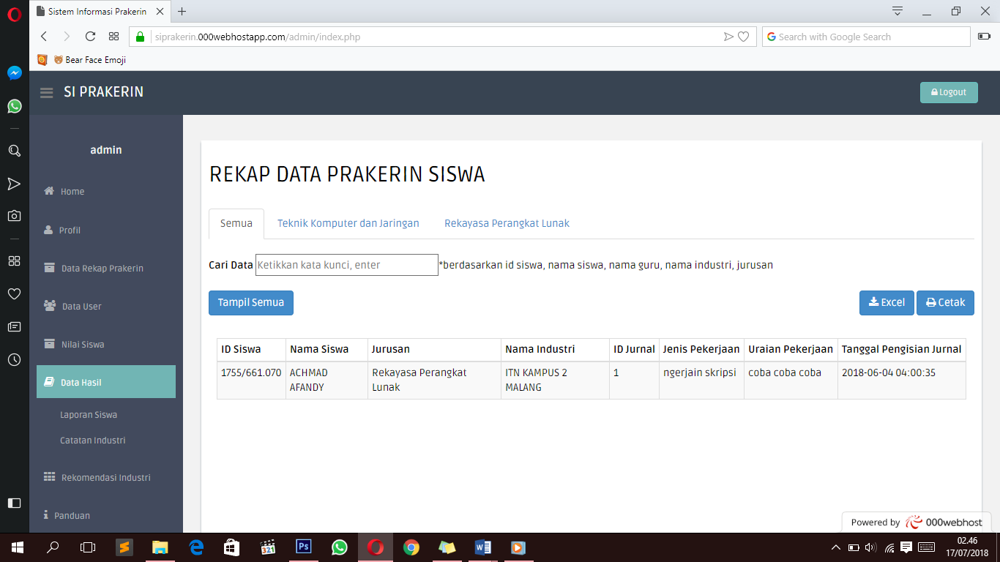 Sistem Informasi Prakerin
siprakerin.000webhostapp.com/admin/index.php
Search with Google Search
Bear Face Emoji
SI PRAKERIN
Logout
admin
Home
Profil
Data Rekap Prakerin
Data User
Nilai Siswa
Data Hasil
Laporan Siswa
Catatan Industri
Rekomendasi Industri
Panduan
REKAP DATA PRAKERIN SISWA
Semua Teknik Komputer dan Jaringan Rekayasa Perangkat Lunak
Cari Data Ketikkan kata kunci, enter *berdasarkan id siswa, nama siswa, nama guru, nama industri, jurusan
Tampil Semua Excel Cetak
ID Siswa Nama Siswa Jurusan Nama Industri ID Jurnal Jenis Pekerjaan Uraian Pekerjaan Tanggal Pengisian Jurnal
1755/661.070 ACHMAD Rekayasa Perangkat ITN KAMPUS 2 1 ngerjain skripsi coba coba coba 2018-06-04 04:00:35
AFANDY Lunak MALANG
Powered by 000webhost
321
Ps
02.46
17/07/2018